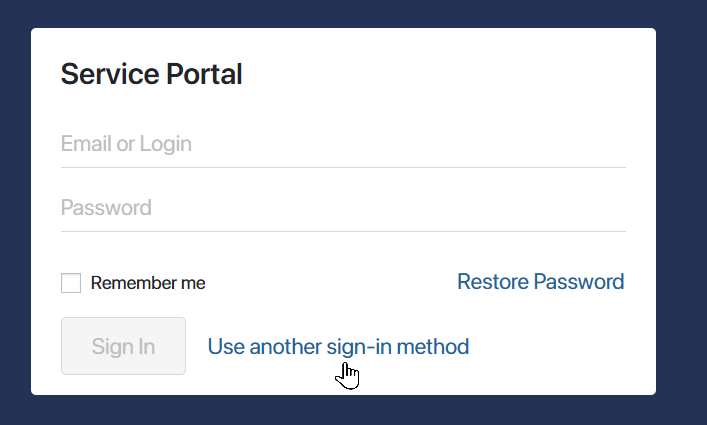 Service Portal
Email or Login
Password
Remember me
Restore Password
Sign In
Use another sign-in method